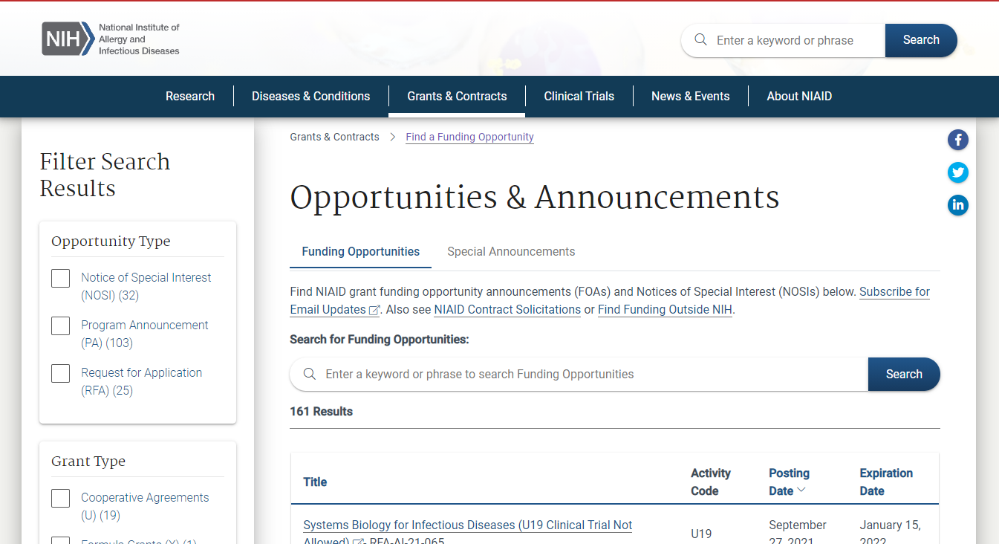 NIH
National Institute of
Allergy and
Infectious Diseases
Enter a keyword or phrase
Search
Research
Diseases & Conditions
Grants & Contracts
Clinical Trials
News & Events
About NIAID
Filter Search
Results
Opportunity Type
Notice of Special Interest
(NOSI) (32)
Program Announcement
(PA) (103)
Request for Application
(RFA) (25)
Grant Type
Cooperative Agreements
(U) (19)
Formula Grants (X) (1)
Grants & Contracts
Find a Funding Opportunity
Opportunities & Announcements
Funding Opportunities
Special Announcements
Find NIAID grant funding opportunity announcements (FOAs) and Notices of Special Interest (NOSIs) below. Subscribe for
Email Updates. Also see NIAID Contract Solicitations or Find Funding Outside NIH.
Search for Funding Opportunities:
Enter a keyword or phrase to search Funding Opportunities
Search
161 Results
Title
Activity
Code
Posting
Date
Expiration
Date
Systems Biology for Infectious Diseases (U19 Clinical Trial Not
Allowed) - RFA-AI-21-065
U19
September
27, 2021
January 15,
2022
f
in